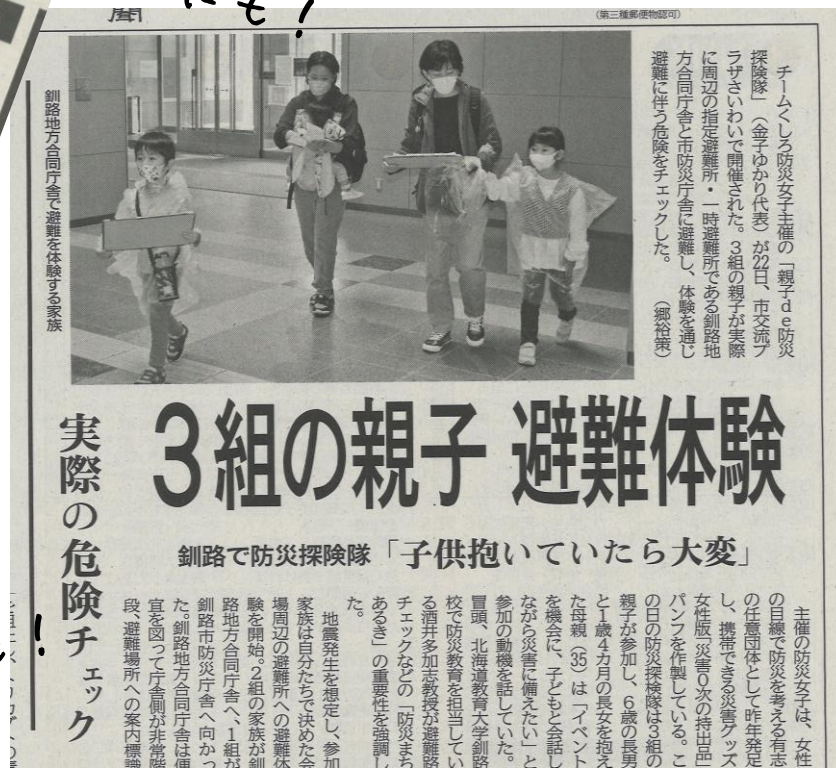 聞
にも!
(第三種郵便物認可)
チームくしろ防災女子主催の「親子de防災
探検隊」(金子ゆかり代表)が22日、市交流プ
ラザさいわいで開催された。3組の親子が実際
に周辺の指定避難所・一時避難所である釧路地
方合同庁舎と市防災庁舎に避難し、体験を通じ
避難に伴う危険をチェックした。 (郷裕策)
釧路地方合同庁舎で避難を体験する家族
3組の親子 避難体験
釧路で防災探検隊「子供抱いていたら大変」
実際の危険チェック
主催の防災女子は、女性
の目線で防災を考える有志
の任意団体として昨年発足
し、携帯できる災害グッズ
女性版「災害0次の持出品」
パンフを作製している。こ
の日の防災探検隊は3組の
親子が参加し、6歳の長男
と1歳4カ月の長女を抱え
た母親(35)は「イベント
を機会に、子どもと会話し
ながら災害に備えたい」と
参加の動機を話していた。
冒頭、北海道教育大学釧路
校で防災教育を担当してい
る酒井多加志教授が避難路
チェックなどの「防災まち
あるき」の重要性を強調し
た。
地震発生を想定し、参加
家族は自分たちで決めた会
場周辺の避難所への避難体
験を開始。2組の家族が釧
路地方合同庁舎へ、1組が
釧路市防災庁舎へ向かっ
た。釧路地方合同庁舎は便
宜を図って庁舎側が非常階
段、避難場所への案内標識
!